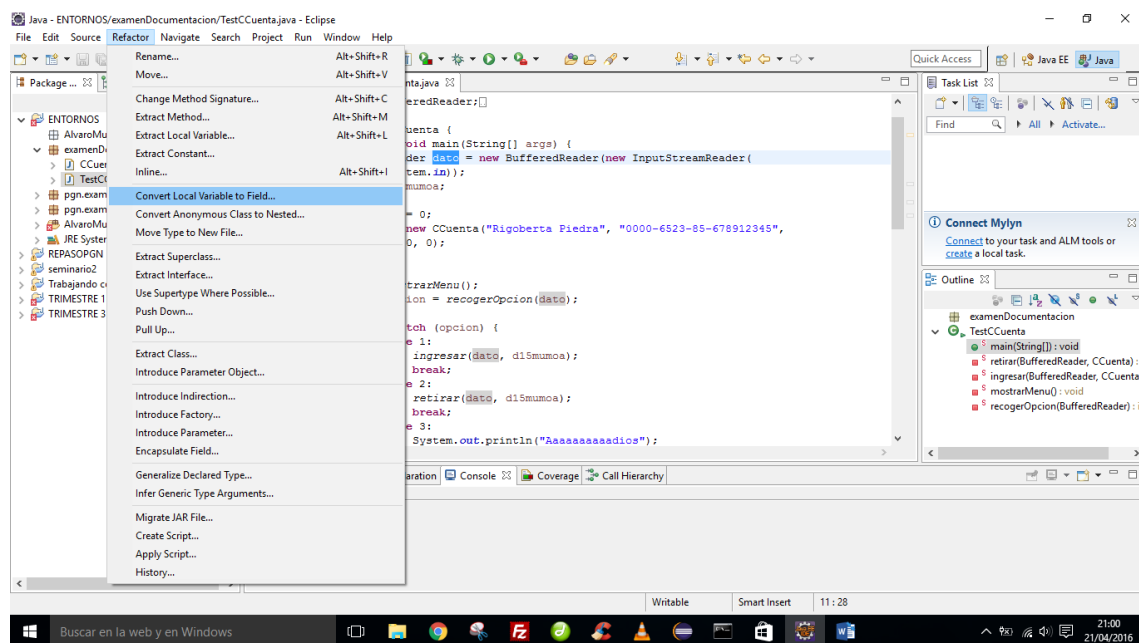 Java - ENTORNOS/examenDocumentacion/TestCCuenta.java - Eclipse
File Edit Source Refactor Navigate Search Project Run Window Help
Quick Access
Java EE
Java
Package ...
ENTORNOS
AlvaroMu
examenD
CCuer
TestC
pgn.exam
pgn.exam
AlvaroMu
JRE Syster
REPASOPGN
seminario2
Trabajando c
TRIMESTRE 1
TRIMESTRE 3
Rename... Alt+Shift+R
Move... Alt+Shift+V
Change Method Signature... Alt+Shift+C
Extract Method... Alt+Shift+M
Extract Local Variable... Alt+Shift+L
Extract Constant...
Inline... Alt+Shift+I
Convert Local Variable to Field...
Convert Anonymous Class to Nested...
Move Type to New File...
Extract Superclass...
Extract Interface...
Use Supertype Where Possible...
Push Down...
Pull Up...
Extract Class...
Introduce Parameter Object...
Introduce Indirection...
Introduce Factory...
Introduce Parameter...
Encapsulate Field...
Generalize Declared Type...
Infer Generic Type Arguments...
Migrate JAR File...
Create Script...
Apply Script...
History...
nta.java
eredReader;
uenta {
oid main(String[] args) {
der dato = new BufferedReader(new InputStreamReader(
tem.in));
mumoa;
= 0;
new CCuenta("Rigoberta Piedra", "0000-6523-85-678912345",
0, 0);
trarMenu();
ion = recogerOpcion(dato);
tch (opcion) {
e 1:
ingresar(dato, d15mumoa);
break;
e 2:
retirar(dato, d15mumoa);
break;
e 3:
System.out.println("Aaaaaaaaaadios");
aration Console Coverage Call Hierarchy
Task List
Find All Activate...
Connect Mylyn
Connect to your task and ALM tools or
create a local task.
Outline
examenDocumentacion
TestCCuenta
main(String[]) : void
retirar(BufferedReader, CCuenta) :
ingresar(BufferedReader, CCuenta
mostrarMenu() : void
recogerOpcion(BufferedReader) : i
Writable Smart Insert 11 : 28
Buscar en la web y en Windows
21:00
21/04/2016